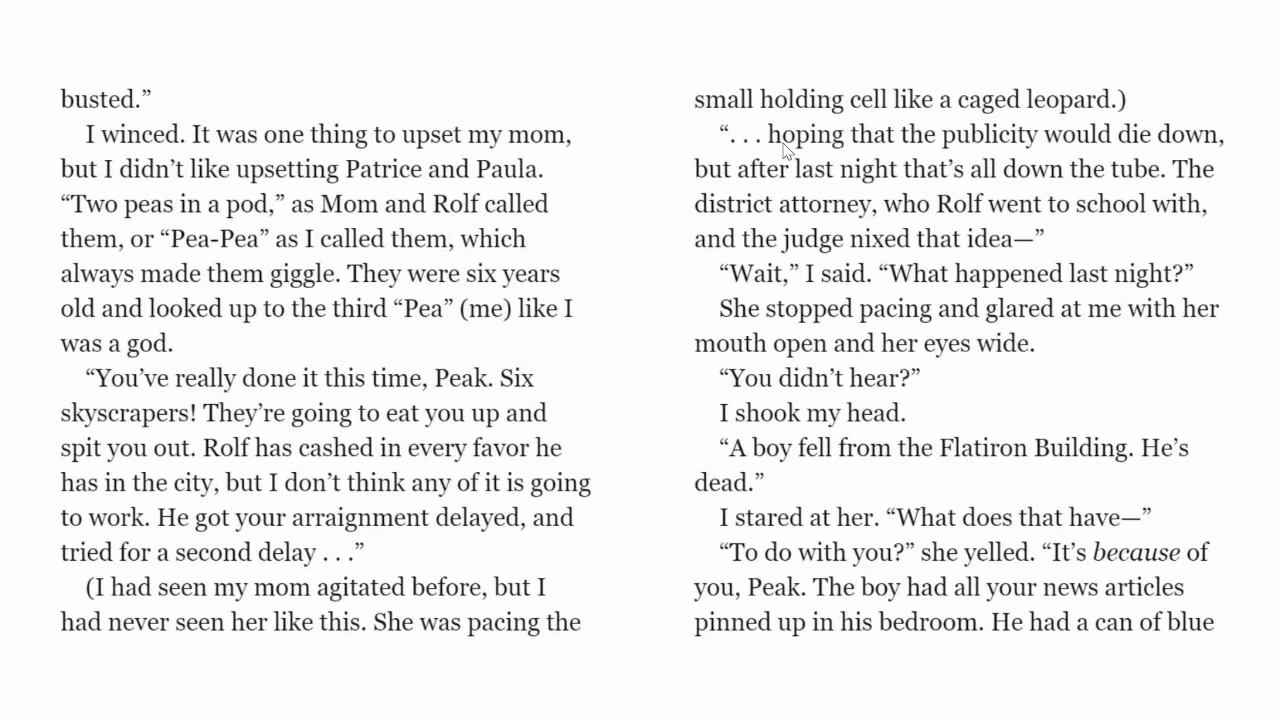 busted.”
I winced. It was one thing to upset my mom,
but I didn’t like upsetting Patrice and Paula.
“Two peas in a pod,” as Mom and Rolf called
them, or “Pea-Pea” as I called them, which
always made them giggle. They were six years
old and looked up to the third “Pea” (me) like I
was a god.
“You’ve really done it this time, Peak. Six
skyscrapers! They’re going to eat you up and
spit you out. Rolf has cashed in every favor he
has in the city, but I don’t think any of it is going
to work. He got your arraignment delayed, and
tried for a second delay . . .”
(I had seen my mom agitated before, but I
had never seen her like this. She was pacing the
small holding cell like a caged leopard.)
“. . . hoping that the publicity would die down,
but after last night that’s all down the tube. The
district attorney, who Rolf went to school with,
and the judge nixed that idea—”
“Wait,” I said. “What happened last night?”
She stopped pacing and glared at me with her
mouth open and her eyes wide.
“You didn’t hear?”
I shook my head.
“A boy fell from the Flatiron Building. He’s
dead.”
I stared at her. “What does that have—”
“To do with you?” she yelled. “It’s because of
you, Peak. The boy had all your news articles
pinned up in his bedroom. He had a can of blue